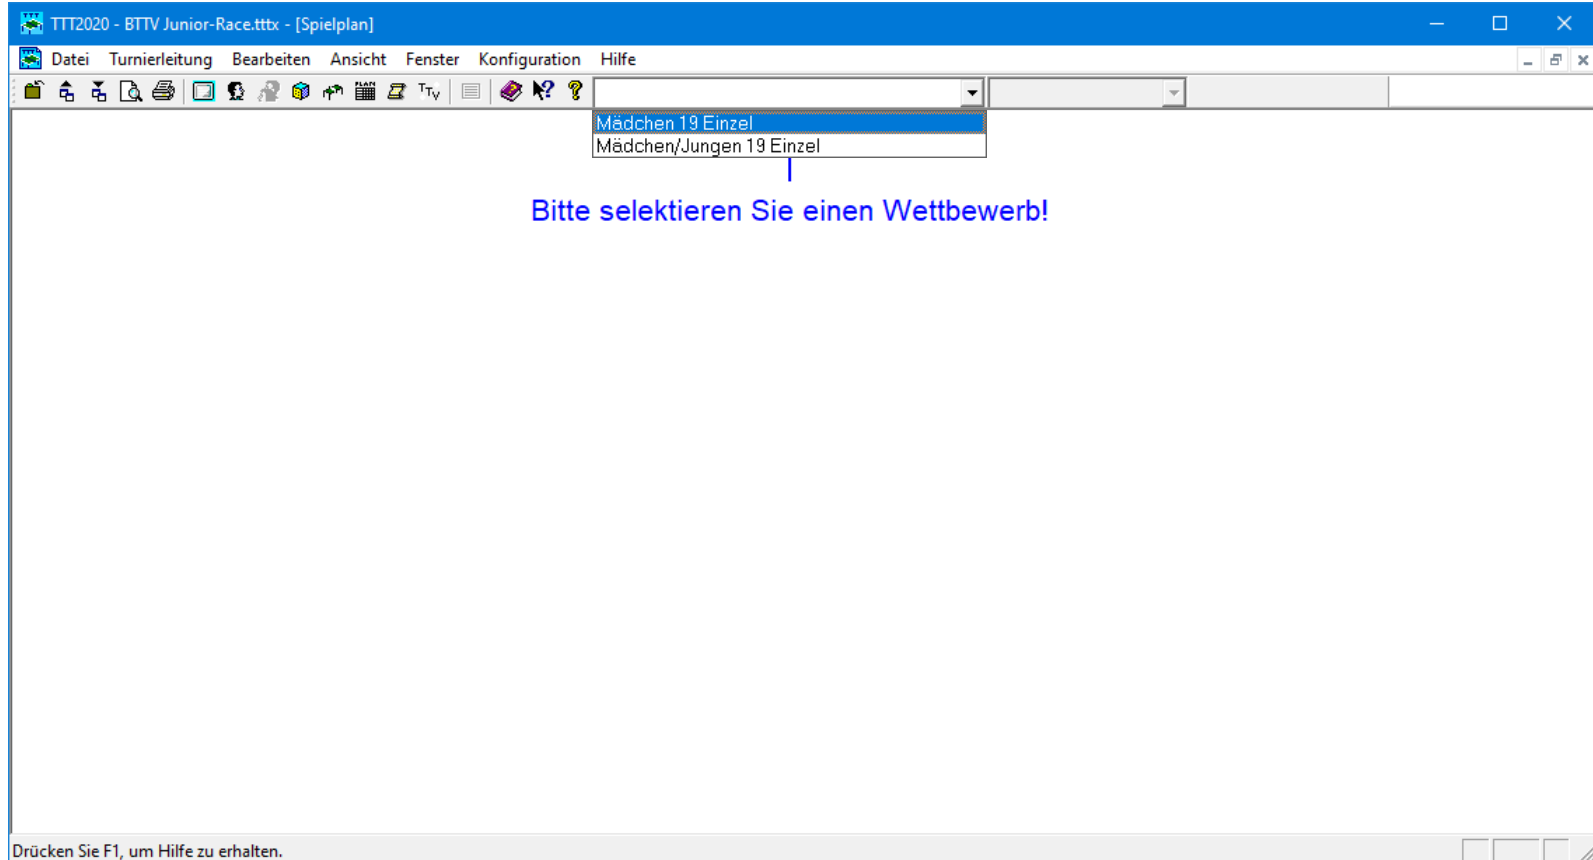 TTT2020 - BTTV Junior-Race.tttx - [Spielplan]
Datei Turnierleitung Bearbeiten Ansicht Fenster Konfiguration Hilfe
Mädchen 19 Einzel
Mädchen/Jungen 19 Einzel
Bitte selektieren Sie einen Wettbewerb!
Drücken Sie F1, um Hilfe zu erhalten.